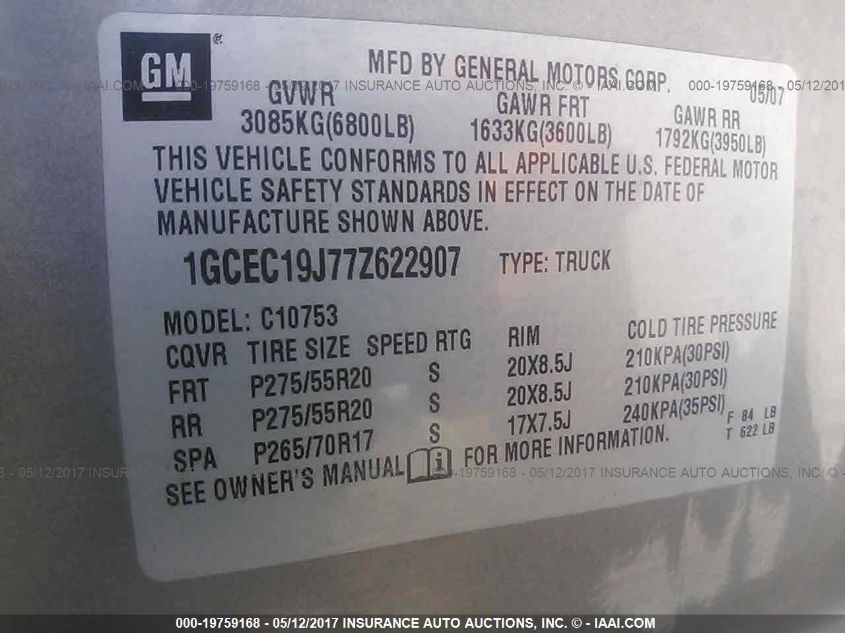 GM®
MFD BY GENERAL MOTORS CORP.
05/07
GVWR GAWR FRT GAWR RR
3085KG(6800LB) 1633KG(3600LB) 1792KG(3950LB)
THIS VEHICLE CONFORMS TO ALL APPLICABLE U.S. FEDERAL MOTOR
VEHICLE SAFETY STANDARDS IN EFFECT ON THE DATE OF
MANUFACTURE SHOWN ABOVE.
1GCEC19J77Z622907 TYPE: TRUCK
MODEL: C10753
CQVR TIRE SIZE SPEED RTG RIM COLD TIRE PRESSURE
FRT P275/55R20 S 20X8.5J 210KPA(30PSI)
RR P275/55R20 S 20X8.5J 210KPA(30PSI)
SPA P265/70R17 S 17X7.5J 240KPA(35PSI)
F 84 LB
T 522 LB
SEE OWNER'S MANUAL i FOR MORE INFORMATION.
000-19759168 - 05/12/2017 INSURANCE AUTO AUCTIONS, INC. © - IAAI.COM